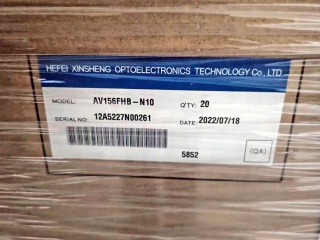 HEFEI XINSHENG OPTOELECTRONICS TECHNOLOGY Co., LTD
MODEL: AV156FHB-N10 Q'TY: 20
SERIAL: 12A5227N00261 DATE: 2022/07/18
5852 (QA)